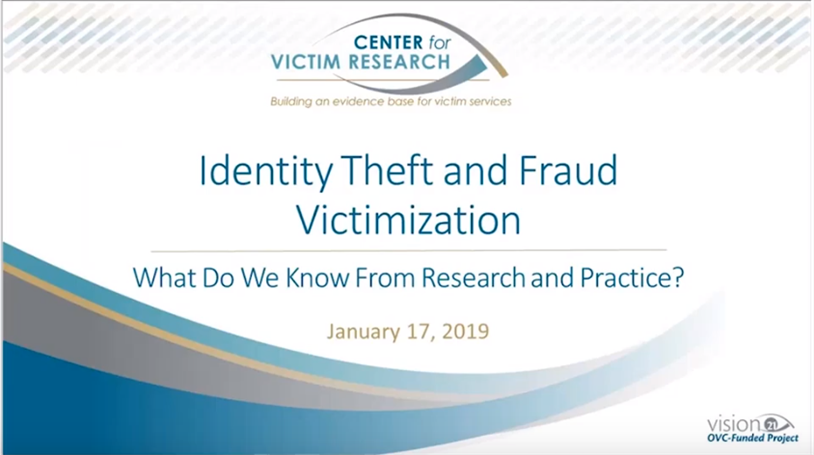 CENTER for
VICTIM RESEARCH
Building an evidence base for victim services
Identity Theft and Fraud
Victimization
What Do We Know From Research and Practice?
January 17, 2019
vision 21
OVC-Funded Project